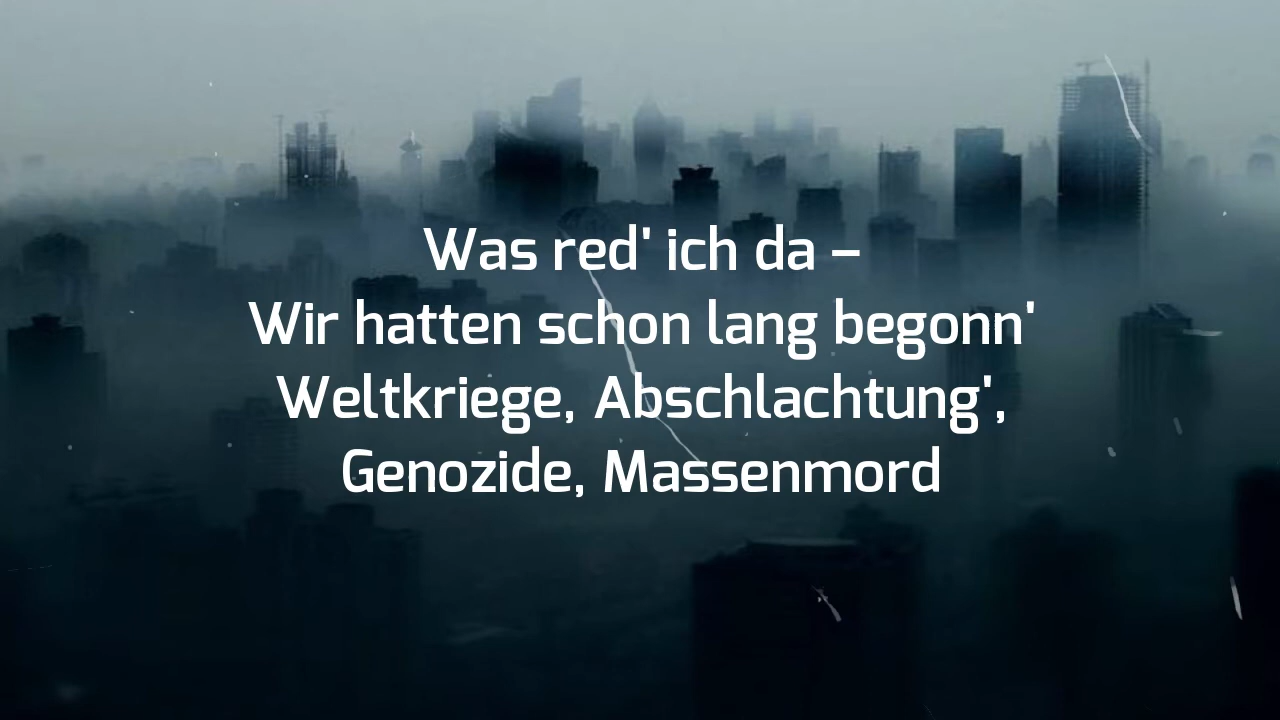 Was red' ich da –
Wir hatten schon lang begonn'
Weltkriege, Abschlachtung',
Genozide, Massenmord